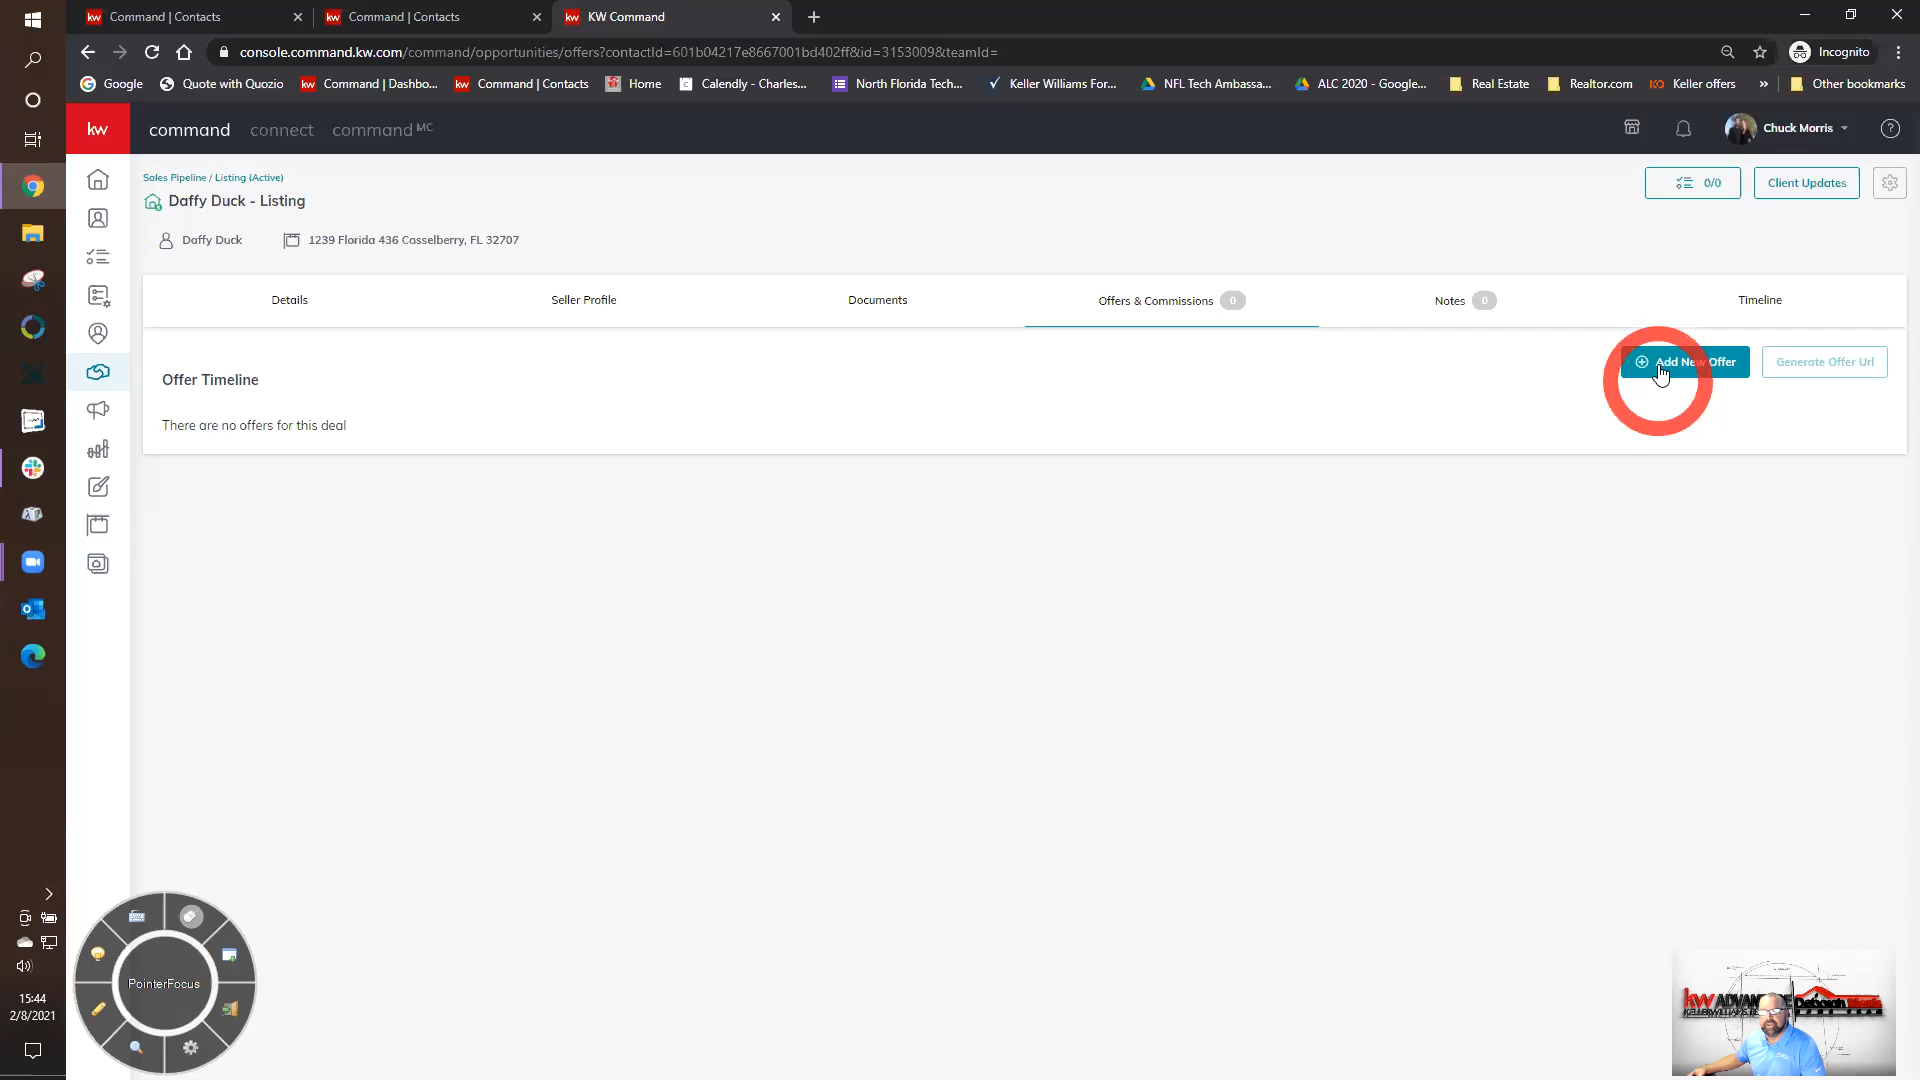 Command | Contacts
Command | Contacts
KW Command
console.command.kw.com/command/opportunities/offers?contactId=601b04217e8667001bd402ff&id=3153009&teamId=
Incognito
Google
Quote with Quozio
kw Command | Dashbo...
kw Command | Contacts
Home
Calendly - Charles...
North Florida Tech...
Keller Williams For...
NFL Tech Ambassa...
ALC 2020 - Google...
Real Estate
Realtor.com
KO Keller offers
»
Other bookmarks
kw
command
connect
command MC
Chuck Morris
Sales Pipeline / Listing (Active)
0/0
Client Updates
Daffy Duck - Listing
Daffy Duck
1239 Florida 436 Casselberry, FL 32707
Details
Seller Profile
Documents
Offers & Commissions 0
Notes 0
Timeline
Add New Offer
Generate Offer Url
Offer Timeline
There are no offers for this deal
PointerFocus
15:44
2/8/2021